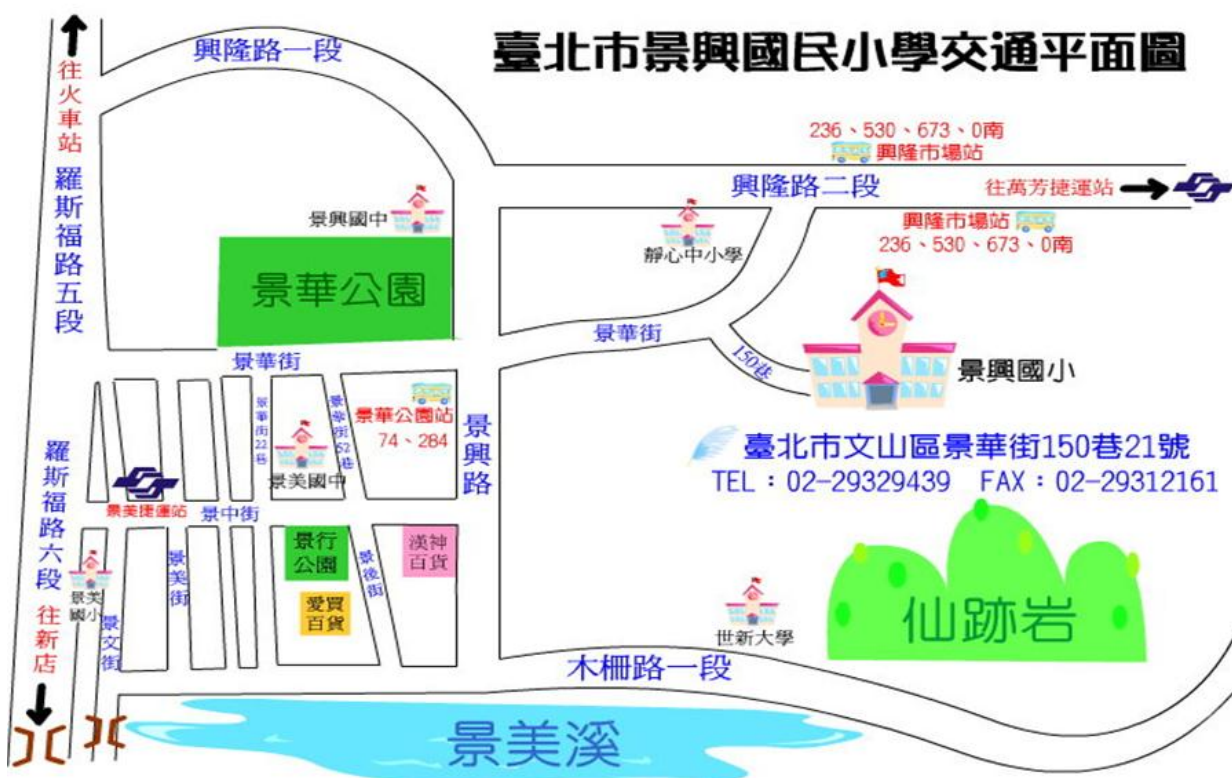 臺北市景興國民小學交通平面圖
往火車站
羅斯福路五段
興隆路一段
236、530、673、0南
興隆市場站
興隆路二段
往萬芳捷運站
興隆市場站
236、530、673、0南
景興國中
靜心中小學
景華公園
景華街
景華街
150巷
景興國小
景華街22巷
景華街52巷
景華公園站
74、284
景興路
景美國中
臺北市文山區景華街150巷21號
TEL：02-29329439 FAX：02-29312161
羅斯福路六段
景美捷運站
景中街
景行
公園
漢神
百貨
景美
國小
景美街
景後街
愛買
百貨
景文街
往新店
世新大學
仙跡岩
木柵路一段
景美溪